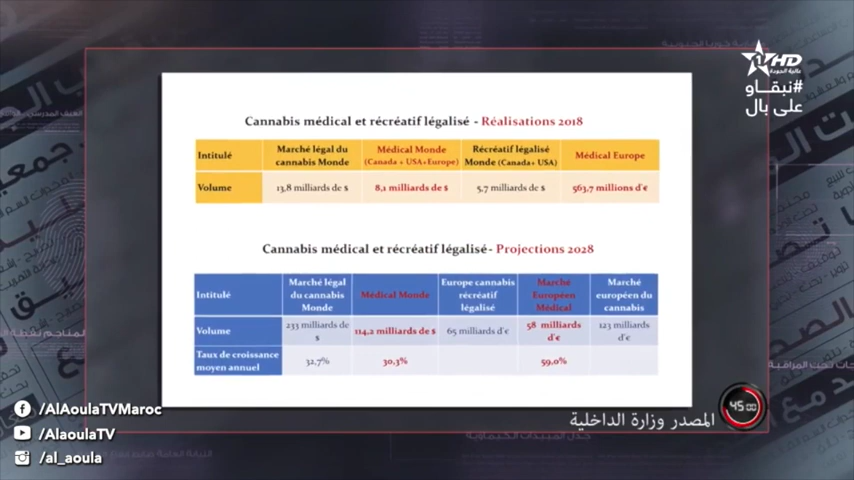 HD
عالية الجودة
#نبقاو
على بال
Cannabis médical et récréatif légalisé - Réalisations 2018
Intitulé
Marché légal du
cannabis Monde
Médical Monde
(Canada + USA+Europe)
Récréatif légalisé
Monde (Canada+ USA)
Médical Europe
Volume
13,8 milliards de $
8,1 milliards de $
5,7 milliards de $
563,7 millions d'€
Cannabis médical et récréatif légalisé- Projections 2028
Intitulé
Marché légal
du cannabis
Monde
Médical Monde
Europe cannabis
récréatif
légalisé
Marché
Européen
Médical
Marché
européen du
cannabis
Volume
233 milliards de
$
114,2 milliards de $
65 milliards d'€
58 milliards
d'€
123 milliards
d'€
Taux de croissance
moyen annuel
32,7%
30,3%
59,0%
المصدر وزارة الداخلية
45:00
/AlAoulaTVMaroc
/AlaoulaTV
/al_aoula